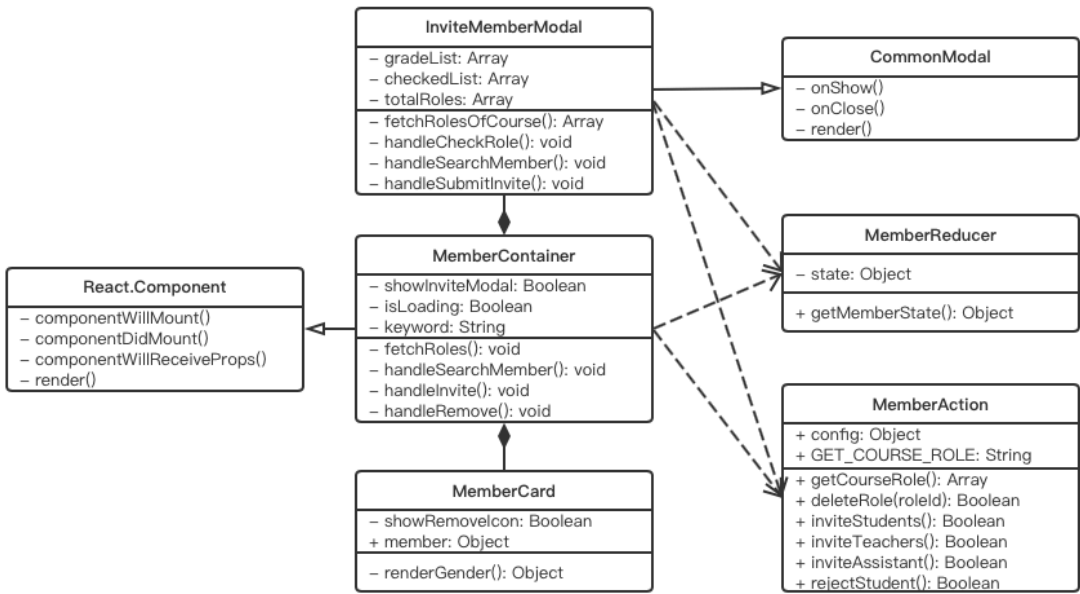 InviteMemberModal
– gradeList: Array
– checkedList: Array
– totalRoles: Array
– fetchRolesOfCourse(): Array
– handleCheckRole(): void
– handleSearchMember(): void
– handleSubmitInvite(): void
CommonModal
– onShow()
– onClose()
– render()
React.Component
– componentWillMount()
– componentDidMount()
– componentWillReceiveProps()
– render()
MemberContainer
– showInviteModal: Boolean
– isLoading: Boolean
– keyword: String
– fetchRoles(): void
– handleSearchMember(): void
– handleInvite(): void
– handleRemove(): void
MemberReducer
– state: Object
+ getMemberState(): Object
MemberCard
– showRemoveIcon: Boolean
+ member: Object
– renderGender(): Object
MemberAction
+ config: Object
+ GET_COURSE_ROLE: String
+ getCourseRole(): Array
+ deleteRole(roleId): Boolean
+ inviteStudents(): Boolean
+ inviteTeachers(): Boolean
+ inviteAssistant(): Boolean
+ rejectStudent(): Boolean